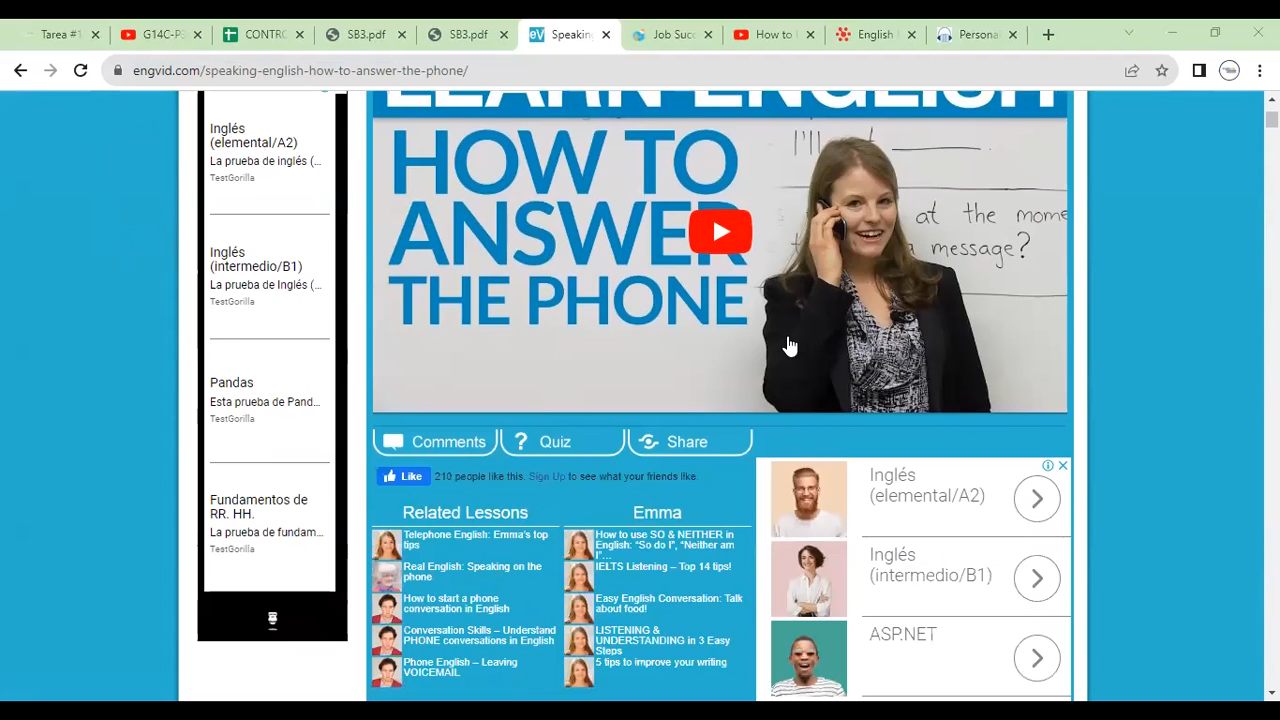 Tarea #1
G14C-P3
CONTRO
SB3.pdf
SB3.pdf
eV Speaking
Job Succ
How to
English
Personal
engvid.com/speaking-english-how-to-answer-the-phone/
LEARN ENGLISH
HOW TO
ANSWER
THE PHONE
I'll
at the mome
a message?
Inglés
(elemental/A2)
La prueba de inglés (...
TestGorilla
Inglés
(intermedio/B1)
La prueba de Inglés (...
TestGorilla
Pandas
Esta prueba de Pand...
TestGorilla
Fundamentos de
RR. HH.
La prueba de fundam...
TestGorilla
Comments
? Quiz
Share
Like 210 people like this. Sign Up to see what your friends like.
Related Lessons
Telephone English: Emma's top
tips
Real English: Speaking on the
phone
How to start a phone
conversation in English
Conversation Skills – Understand
PHONE conversations in English
Phone English – Leaving
VOICEMAIL
Emma
How to use SO & NEITHER in
English: “So do I”, “Neither am
I”...
IELTS Listening – Top 14 tips!
Easy English Conversation: Talk
about food!
LISTENING &
UNDERSTANDING in 3 Easy
Steps
5 tips to improve your writing
Inglés
(elemental/A2)
Inglés
(intermedio/B1)
ASP.NET